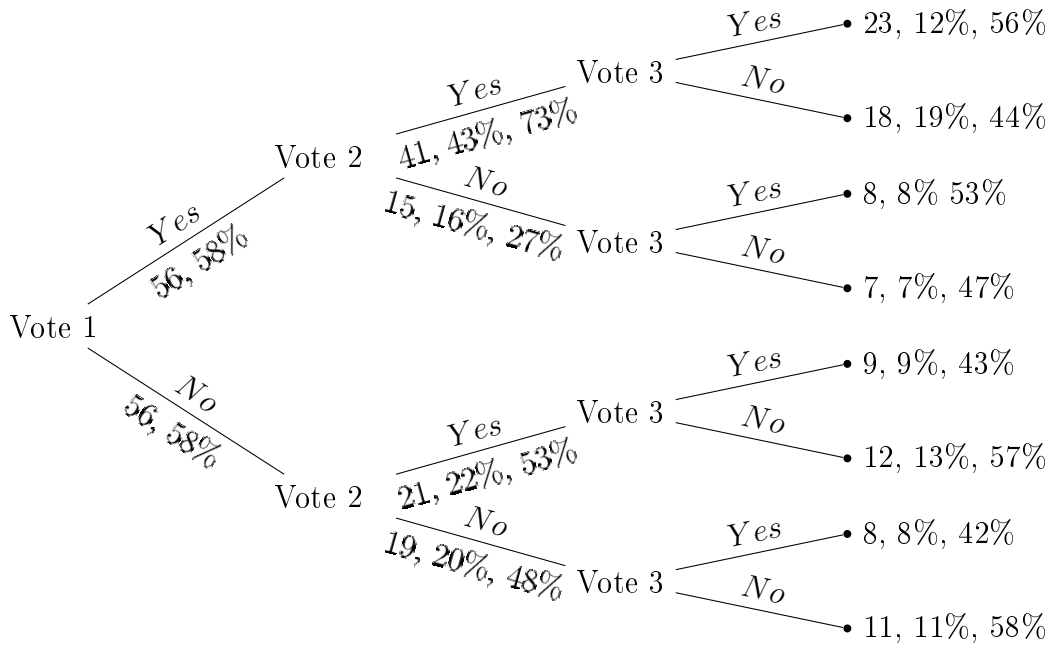 Yes
23, 12%, 56%
Vote 3
No
18, 19%, 44%
Yes
41, 43%, 73%
Vote 2
No
15, 16%, 27%
Yes
8, 8% 53%
Vote 3
No
7, 7%, 47%
Yes
56, 58%
Vote 1
No
56, 58%
Yes
9, 9%, 43%
Vote 3
No
12, 13%, 57%
Yes
21, 22%, 53%
Vote 2
No
19, 20%, 48%
Yes
8, 8%, 42%
Vote 3
No
11, 11%, 58%